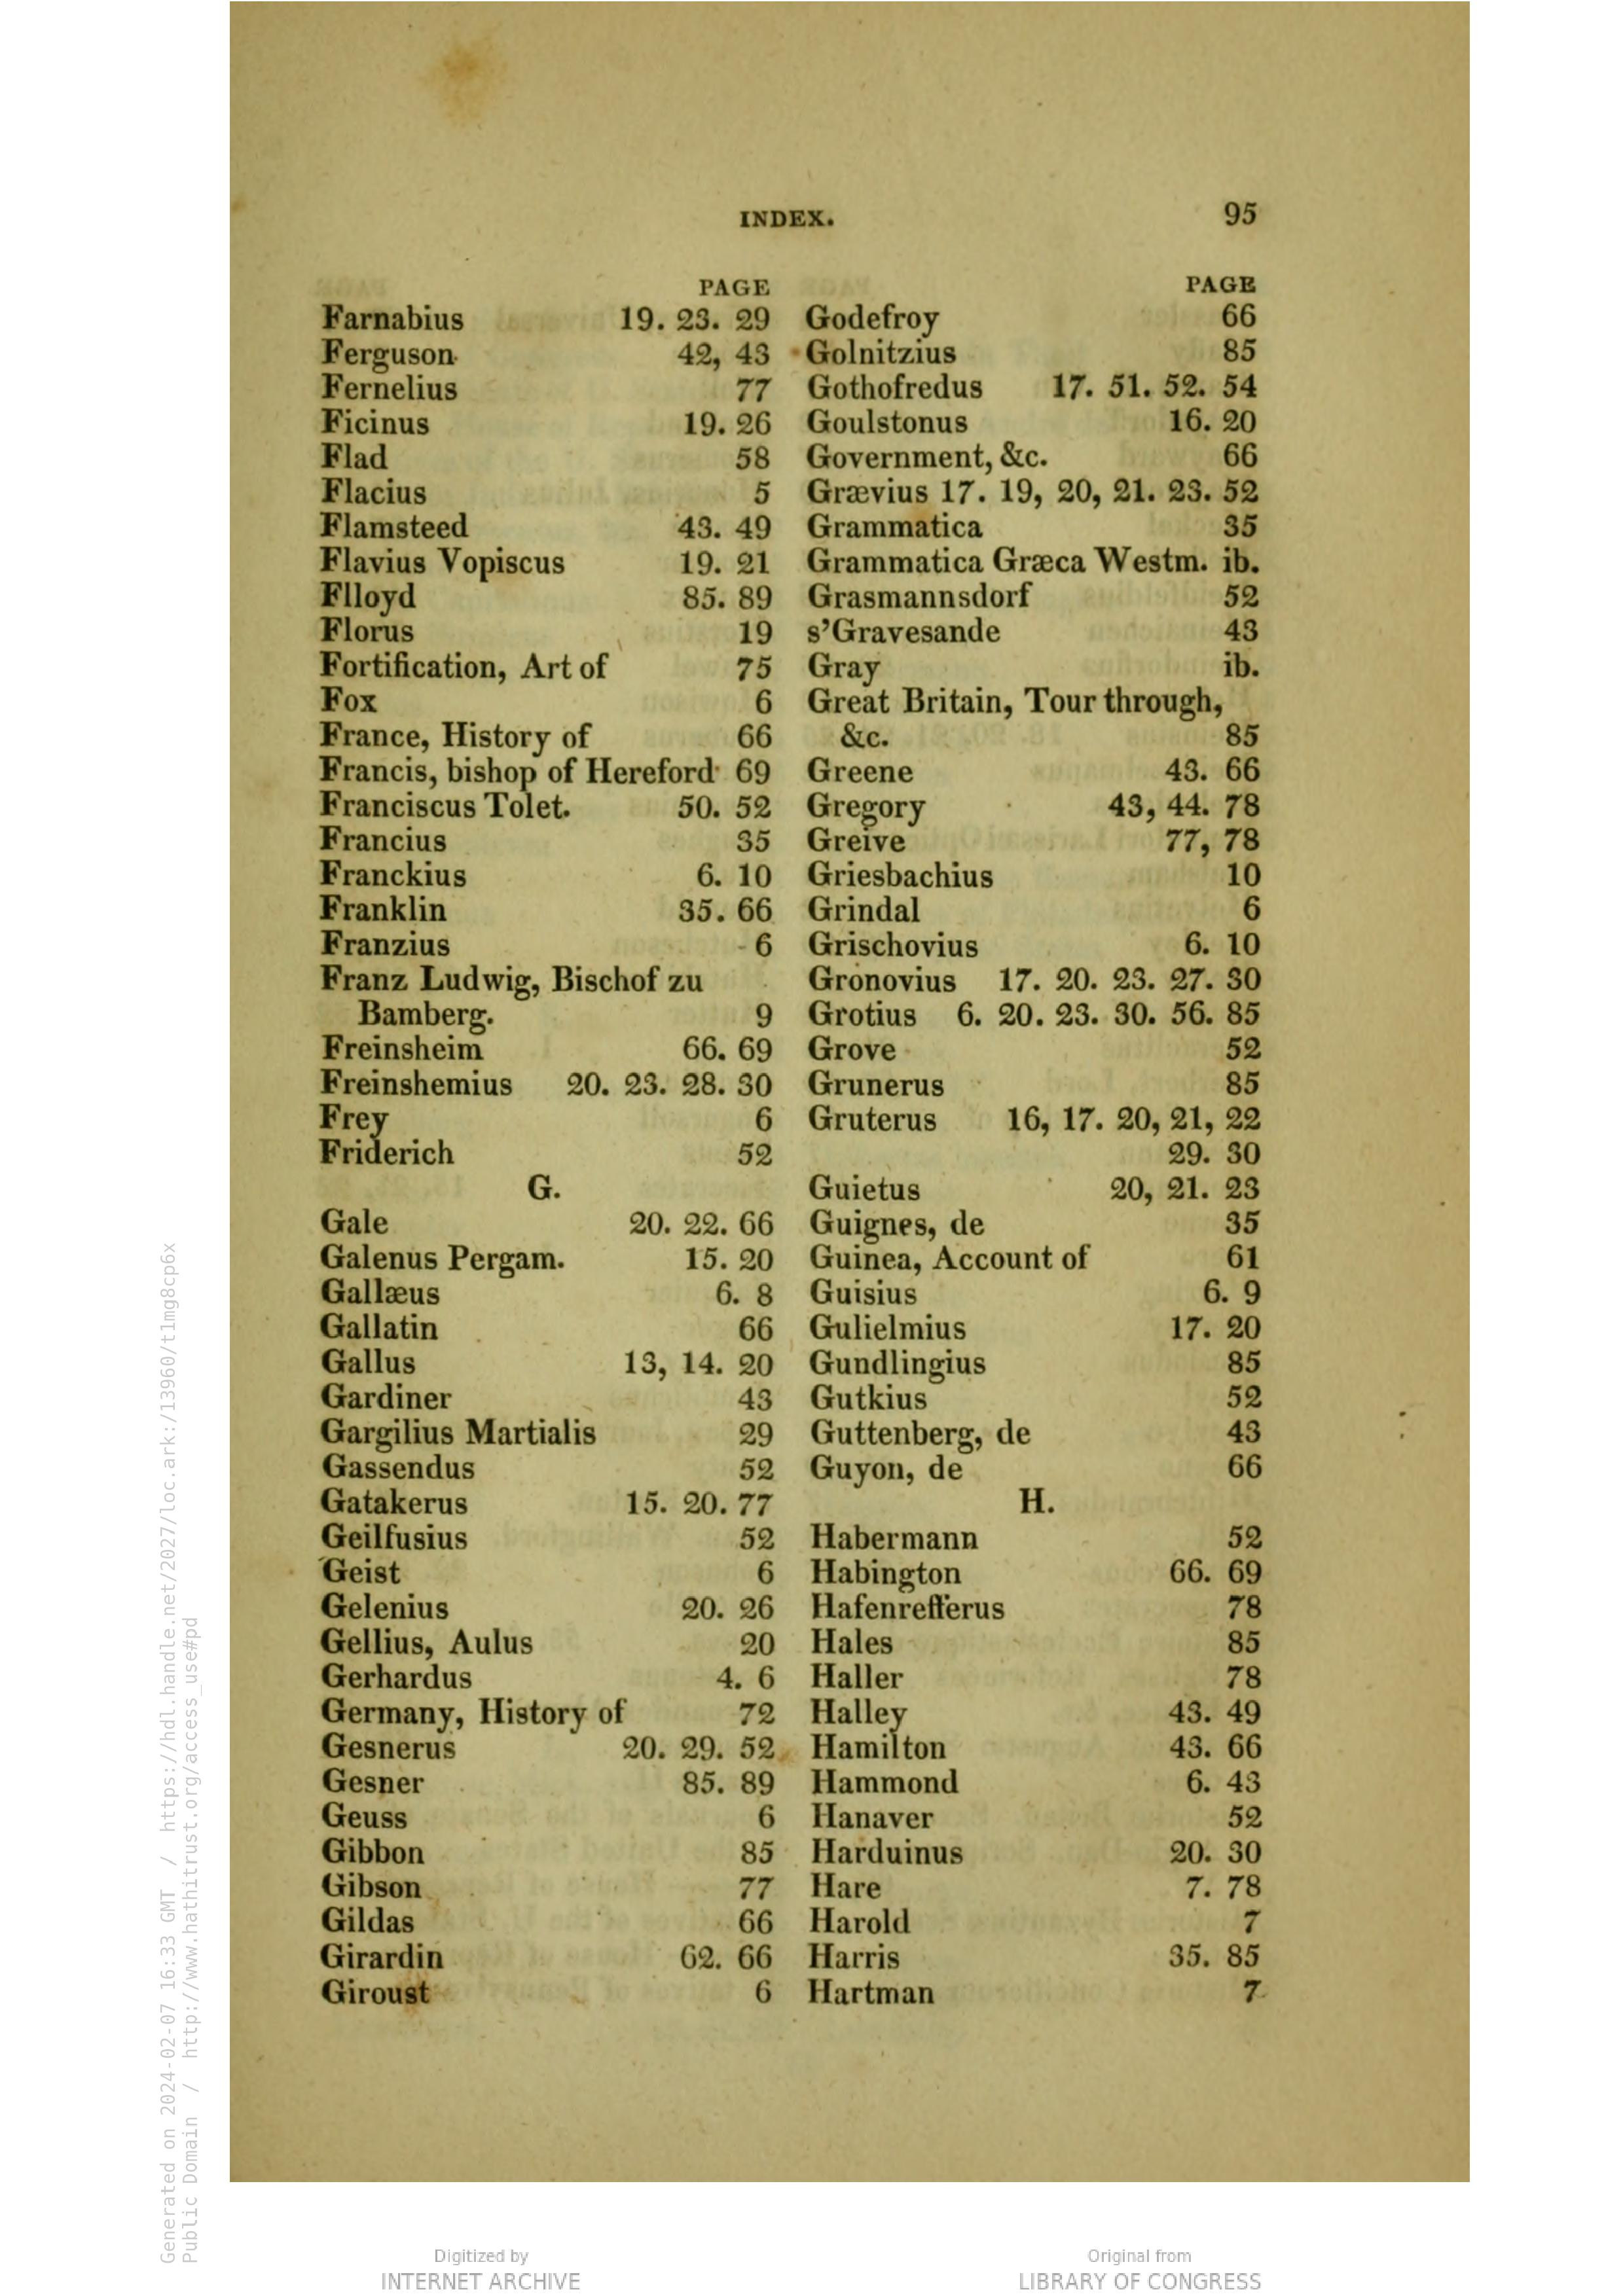 INDEX. 95
PAGE
Farnabius 19. 23. 29
Ferguson 42, 43
Fernelius 77
Ficinus 19. 26
Flad 58
Flacius 5
Flamsteed 43. 49
Flavius Vopiscus 19. 21
Flloyd 85. 89
Florus 19
Fortification, Art of 75
Fox 6
France, History of 66
Francis, bishop of Hereford 69
Franciscus Tolet. 50. 52
Francius 35
Franckius 6. 10
Franklin 35. 66
Franzius 6
Franz Ludwig, Bischof zu
Bamberg. 9
Freinsheim 66. 69
Freinshemius 20. 23. 28. 30
Frey 6
Friderich 52
G.
Gale 20. 22. 66
Galenus Pergam. 15. 20
Gallæus 6. 8
Gallatin 66
Gallus 13, 14. 20
Gardiner 43
Gargilius Martialis 29
Gassendus 52
Gatakerus 15. 20. 77
Geilfusius 52
Geist 6
Gelenius 20. 26
Gellius, Aulus 20
Gerhardus 4. 6
Germany, History of 72
Gesnerus 20. 29. 52
Gesner 85. 89
Geuss 6
Gibbon 85
Gibson 77
Gildas 66
Girardin 62. 66
Giroust 6
PAGE
Godefroy 66
Golnitzius 85
Gothofredus 17. 51. 52. 54
Goulstonus 16. 20
Government, &c. 66
Grævius 17. 19, 20, 21. 23. 52
Grammatica 35
Grammatica Græca Westm. ib.
Grasmannsdorf 52
s'Gravesande 43
Gray ib.
Great Britain, Tour through,
&c. 85
Greene 43. 66
Gregory 43, 44. 78
Greive 77, 78
Griesbachius 10
Grindal 6
Grischovius 6. 10
Gronovius 17. 20. 23. 27. 30
Grotius 6. 20. 23. 30. 56. 85
Grove 52
Grunerus 85
Gruterus 16, 17. 20, 21, 22
29. 30
Guietus 20, 21. 23
Guignes, de 35
Guinea, Account of 61
Guisius 6. 9
Gulielmius 17. 20
Gundlingius 85
Gutkius 52
Guttenberg, de 43
Guyon, de 66
H.
Habermann 52
Habington 66. 69
Hafenrefferus 78
Hales 85
Haller 78
Halley 43. 49
Hamilton 43. 66
Hammond 6. 43
Hanaver 52
Harduinus 20. 30
Hare 7. 78
Harold 7
Harris 35. 85
Hartman 7
Generated on 2024-02-07 16:33 GMT / https://hdl.handle.net/2027/loc.ark:/13960/t1mg8cp6x
Public Domain / http://www.hathitrust.org/access_use#pd
Digitized by
INTERNET ARCHIVE
Original from
LIBRARY OF CONGRESS